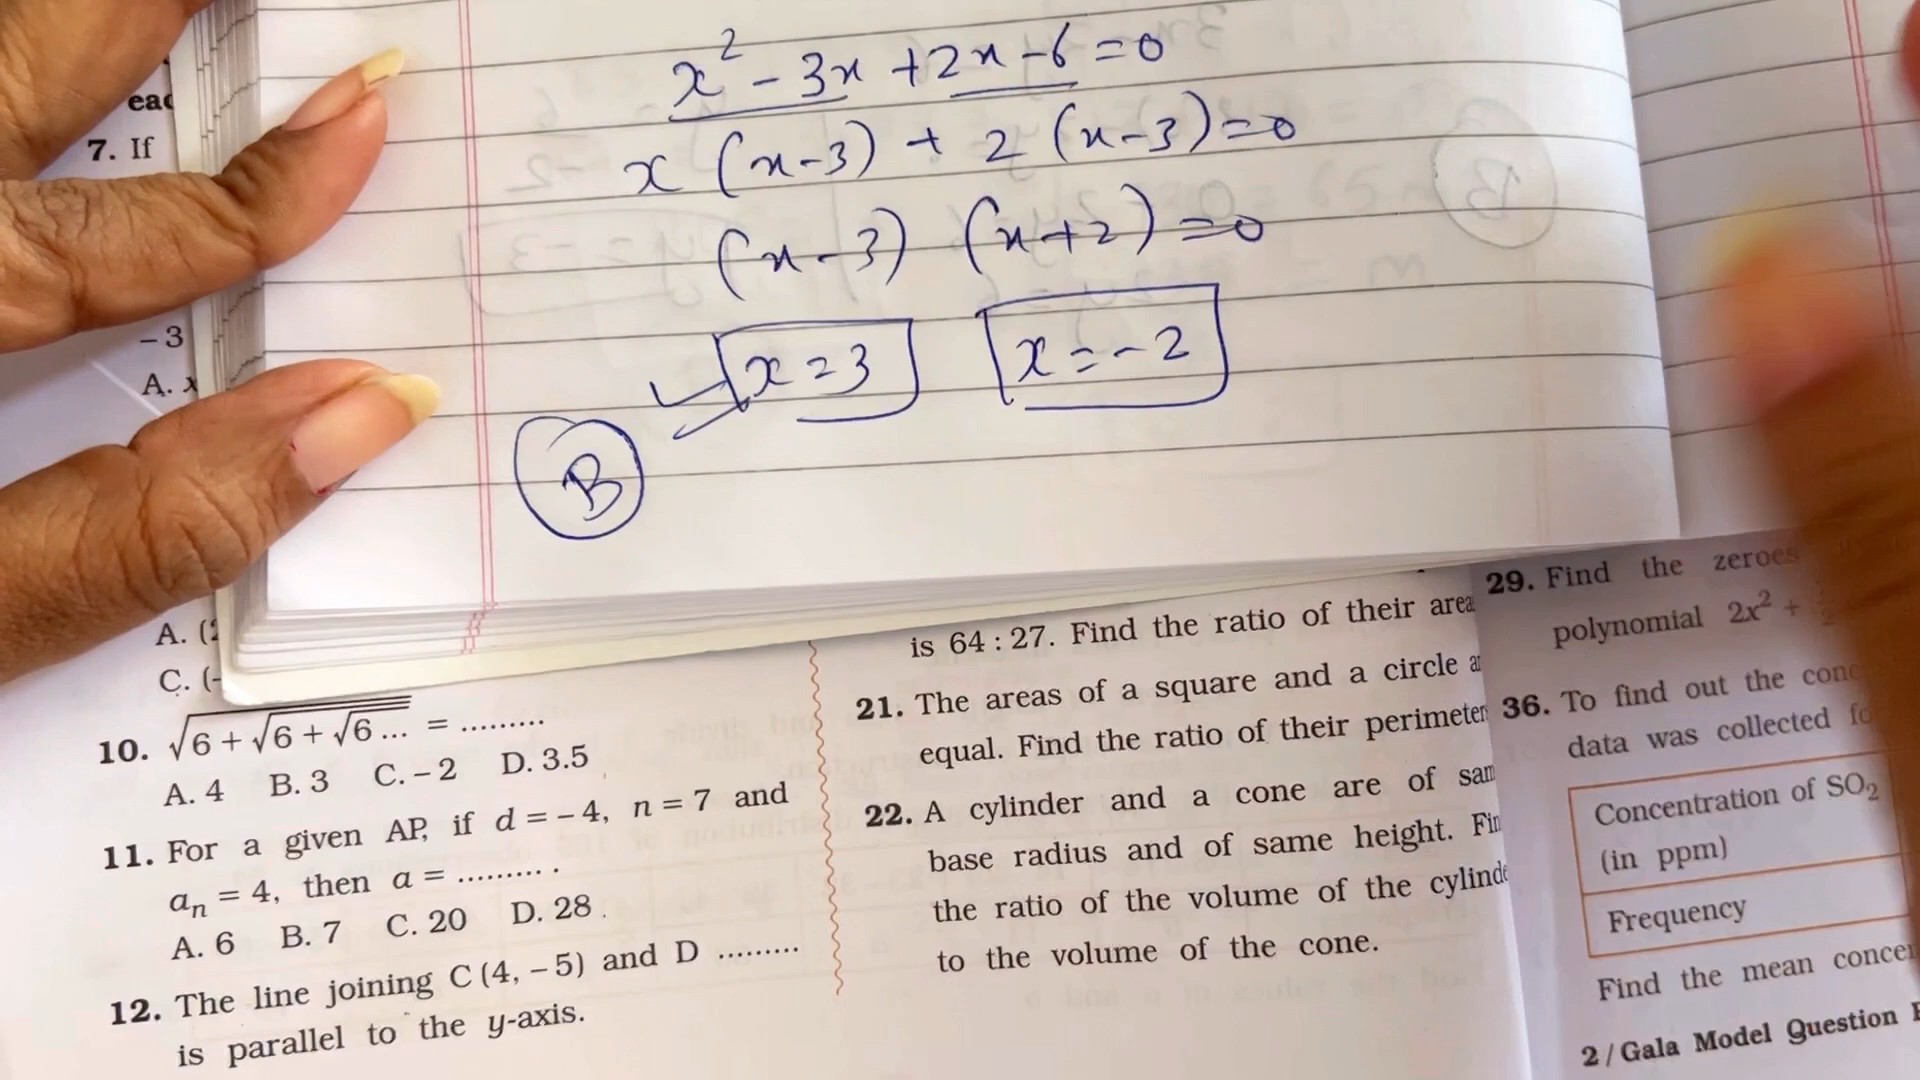 x² - 3x + 2x - 6 = 0
x (x-3) + 2 (x-3) = 0
(x-3) (x+2) = 0
x = 3 x = -2
B
7. If
– 3
A. x
A. (2
C. (-
10. √6 + √6 + √6 ... = .........
A. 4 B. 3 C. – 2 D. 3.5
11. For a given AP, if d = – 4, n = 7 and
aₙ = 4, then a = ......... .
A. 6 B. 7 C. 20 D. 28 .
12. The line joining C (4, – 5) and D .........
is parallel to the y-axis.
is 64 : 27. Find the ratio of their area
21. The areas of a square and a circle a
equal. Find the ratio of their perimeter
22. A cylinder and a cone are of sam
base radius and of same height. Fin
the ratio of the volume of the cylinde
to the volume of the cone.
29. Find the zeroes
polynomial 2x² +
36. To find out the conc
data was collected fo
Concentration of SO₂
(in ppm)
Frequency
Find the mean concer
2 / Gala Model Question